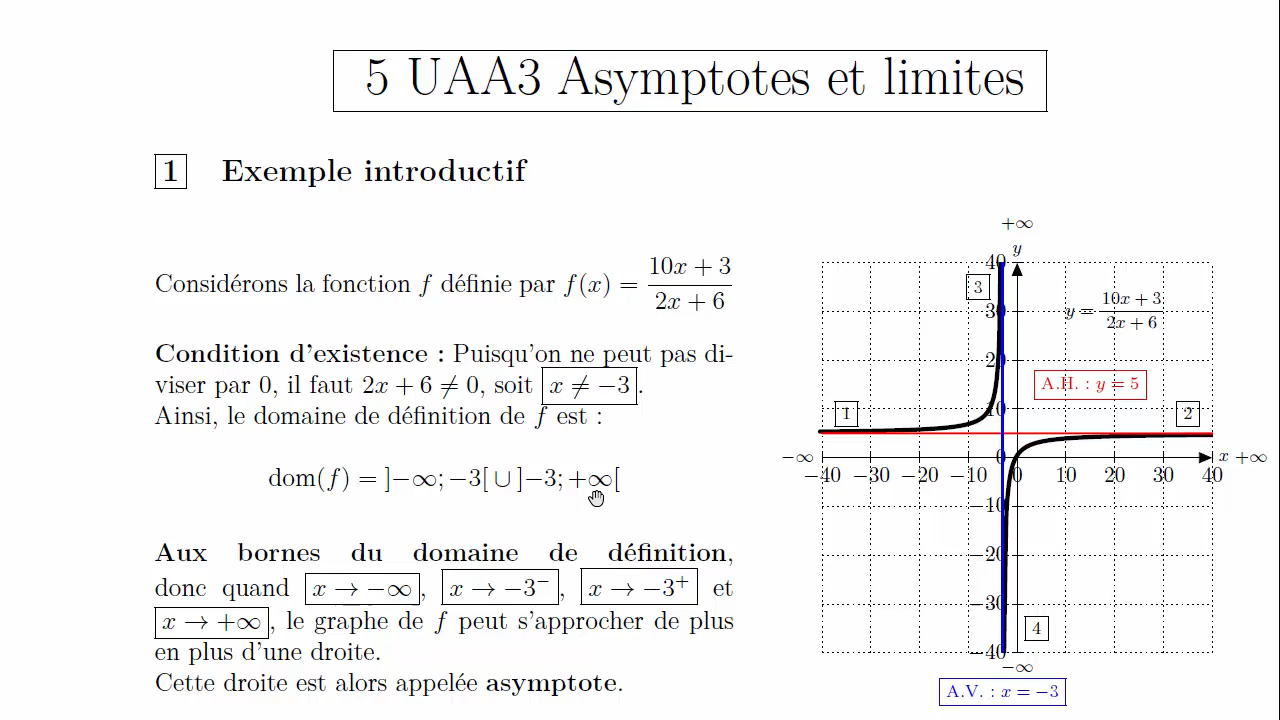 5 UAA3 Asymptotes et limites
1 Exemple introductif
Considérons la fonction f définie par f(x) = (10x + 3)/(2x + 6)
Condition d'existence : Puisqu'on ne peut pas di-
viser par 0, il faut 2x + 6 ≠ 0, soit x ≠ −3.
Ainsi, le domaine de définition de f est :
dom(f) = ]−∞; −3[ ∪ ]−3; +∞[
Aux bornes du domaine de définition,
donc quand x → −∞, x → −3⁻, x → −3⁺ et
x → +∞, le graphe de f peut s'approcher de plus
en plus d'une droite.
Cette droite est alors appelée asymptote.
+∞
y
40
3
y = (10x + 3)/(2x + 6)
30
20
A.H. : y = 5
10
1
2
−∞
0
x +∞
−40 −30 −20 −10 0 10 20 30 40
−10
−20
−30
4
−40
−∞
A.V. : x = −3